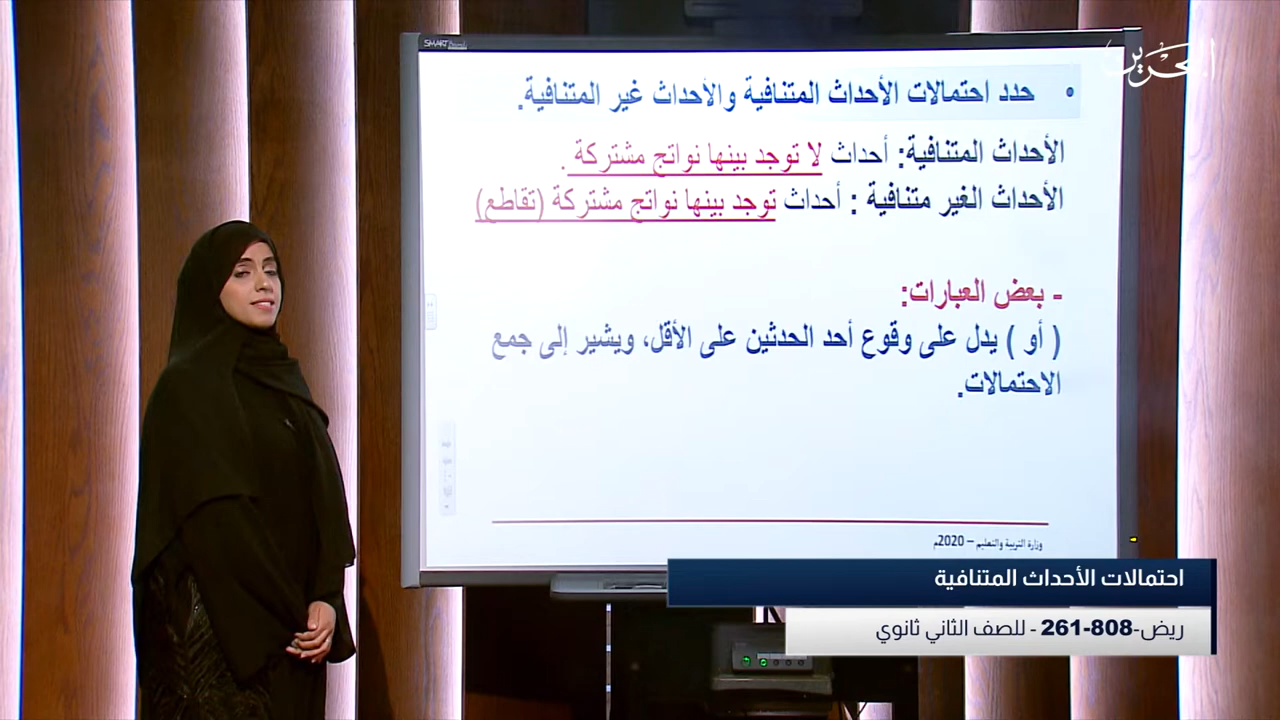 SMART
البحرين
• حدد احتمالات الأحداث المتنافية والأحداث غير المتنافية.
الأحداث المتنافية: أحداث لا توجد بينها نواتج مشتركة .
الأحداث الغير متنافية : أحداث توجد بينها نواتج مشتركة (تقاطع)
- بعض العبارات:
( أو ) يدل على وقوع أحد الحدثين على الأقل، ويشير إلى جمع
الاحتمالات.
وزارة التربية والتعليم – 2020م
احتمالات الأحداث المتنافية
ريض-808-261 - للصف الثاني ثانوي